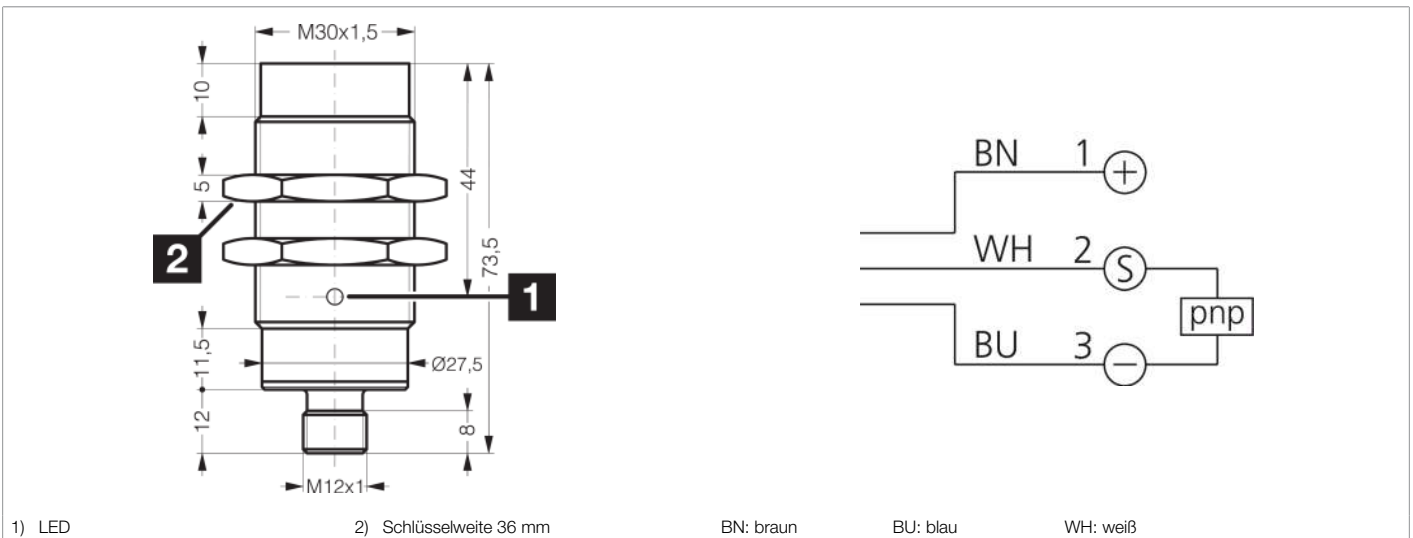 M30x1,5
10
5
44
73,5
2
1
11,5
Ø27,5
12
8
M12x1
BN 1 +
WH 2 S
pnp
BU 3 −
1) LED 2) Schlüsselweite 36 mm BN: braun BU: blau WH: weiß